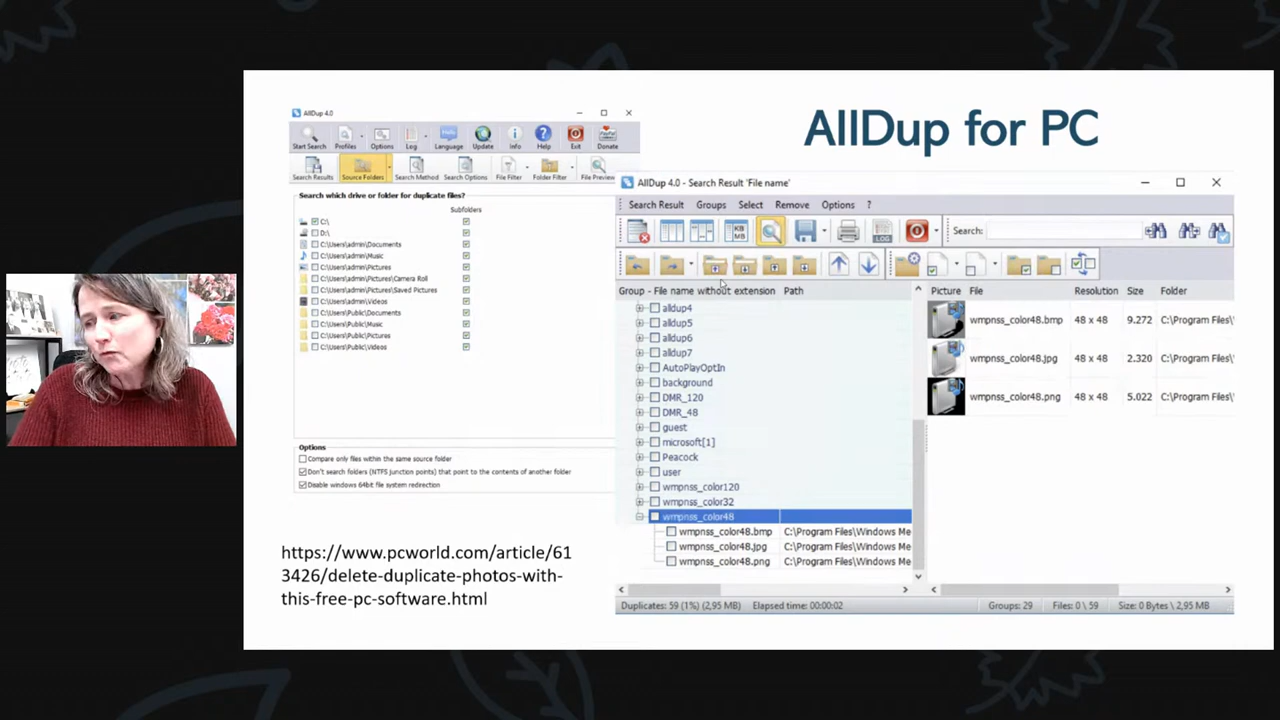 AllDup for PC
AllDup 4.0
Start Search Profiles Options Log Language Update Info Help Exit Donate
Hello
PayPal
Search Results Source Folders Search Method Search Options File Filter Folder Filter File Preview
Search which drive or folder for duplicate files?
Subfolders
C:\
D:\
C:\Users\admin\Documents
C:\Users\admin\Music
C:\Users\admin\Pictures
C:\Users\admin\Pictures\Camera Roll
C:\Users\admin\Pictures\Saved Pictures
C:\Users\admin\Videos
C:\Users\Public\Documents
C:\Users\Public\Music
C:\Users\Public\Pictures
C:\Users\Public\Videos
Options
Compare only files within the same source folder
Don't search folders (NTFS junction points) that point to the contents of another folder
Disable windows 64bit file system redirection
https://www.pcworld.com/article/61
3426/delete-duplicate-photos-with-
this-free-pc-software.html
AllDup 4.0 - Search Result 'File name'
Search Result Groups Select Remove Options ?
KB
MB
LOG
Search:
Group - File name without extension Path
alldup4
alldup5
alldup6
alldup7
AutoPlayOptIn
background
DMR_120
DMR_48
guest
microsoft[1]
Peacock
user
wmpnss_color120
wmpnss_color32
wmpnss_color48
wmpnss_color48.bmp C:\Program Files\Windows Me
wmpnss_color48.jpg C:\Program Files\Windows Me
wmpnss_color48.png C:\Program Files\Windows Me
Picture File Resolution Size Folder
wmpnss_color48.bmp 48 x 48 9.272 C:\Program Files\
wmpnss_color48.jpg 48 x 48 2.320 C:\Program Files\
wmpnss_color48.png 48 x 48 5.022 C:\Program Files\
Duplicates: 59 (1%) (2,95 MB) Elapsed time: 00:00:02 Groups: 29 Files: 0 \ 59 Size: 0 Bytes \ 2,95 MB